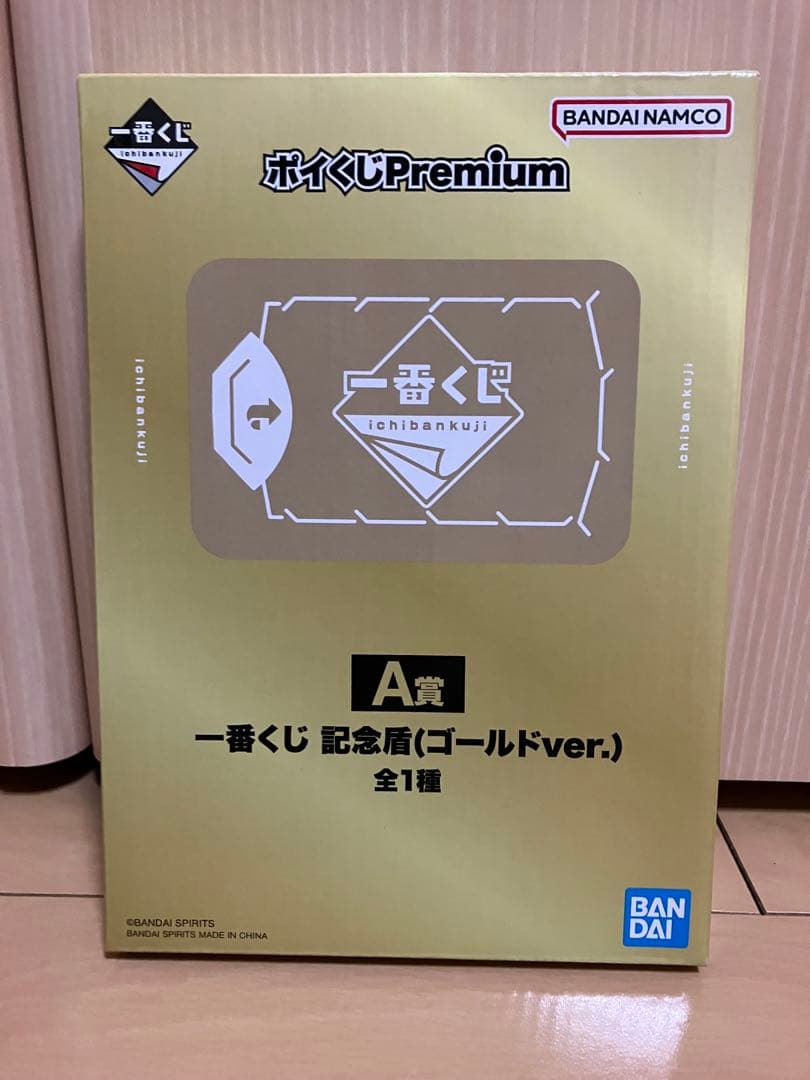 一番くじ
ichibankuji
BANDAI NAMCO
ポイくじPremium
ichibankuji
一番くじ
ichibankuji
ichibankuji
A賞
一番くじ 記念盾(ゴールドver.)
全1種
©BANDAI SPIRITS
BANDAI SPIRITS MADE IN CHINA
BAN
DAI